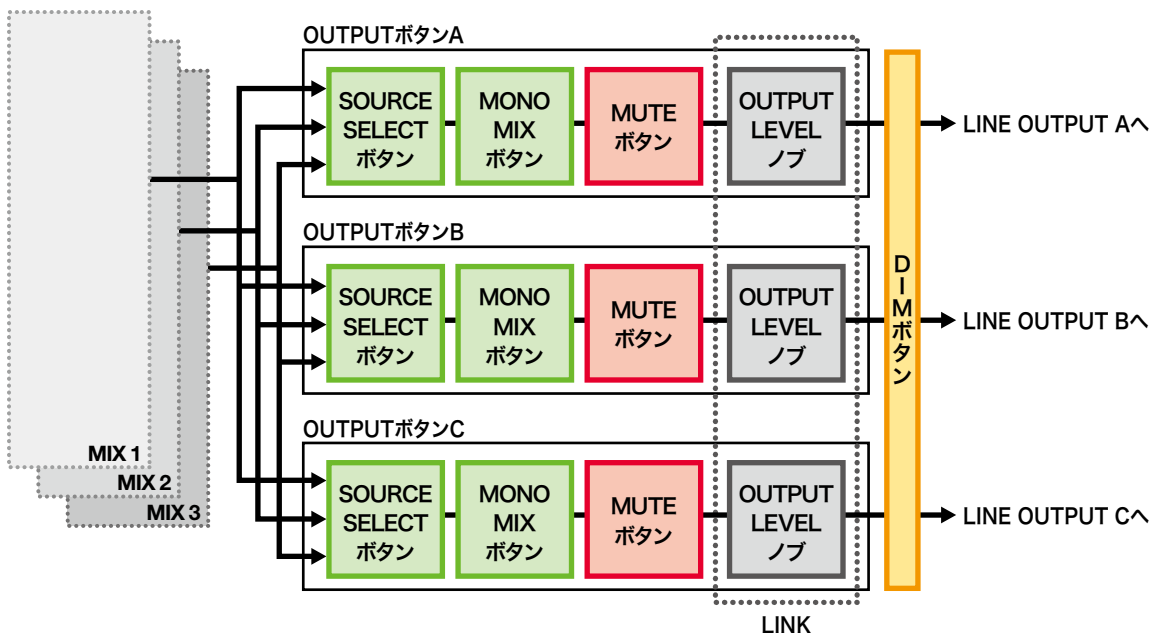 OUTPUTボタンA
SOURCE
SELECT
ボタン
MONO
MIX
ボタン
MUTE
ボタン
OUTPUT
LEVEL
ノブ
LINE OUTPUT Aへ
OUTPUTボタンB
SOURCE
SELECT
ボタン
MONO
MIX
ボタン
MUTE
ボタン
OUTPUT
LEVEL
ノブ
DIMボタン
LINE OUTPUT Bへ
OUTPUTボタンC
SOURCE
SELECT
ボタン
MONO
MIX
ボタン
MUTE
ボタン
OUTPUT
LEVEL
ノブ
LINE OUTPUT Cへ
MIX 1
MIX 2
MIX 3
LINK